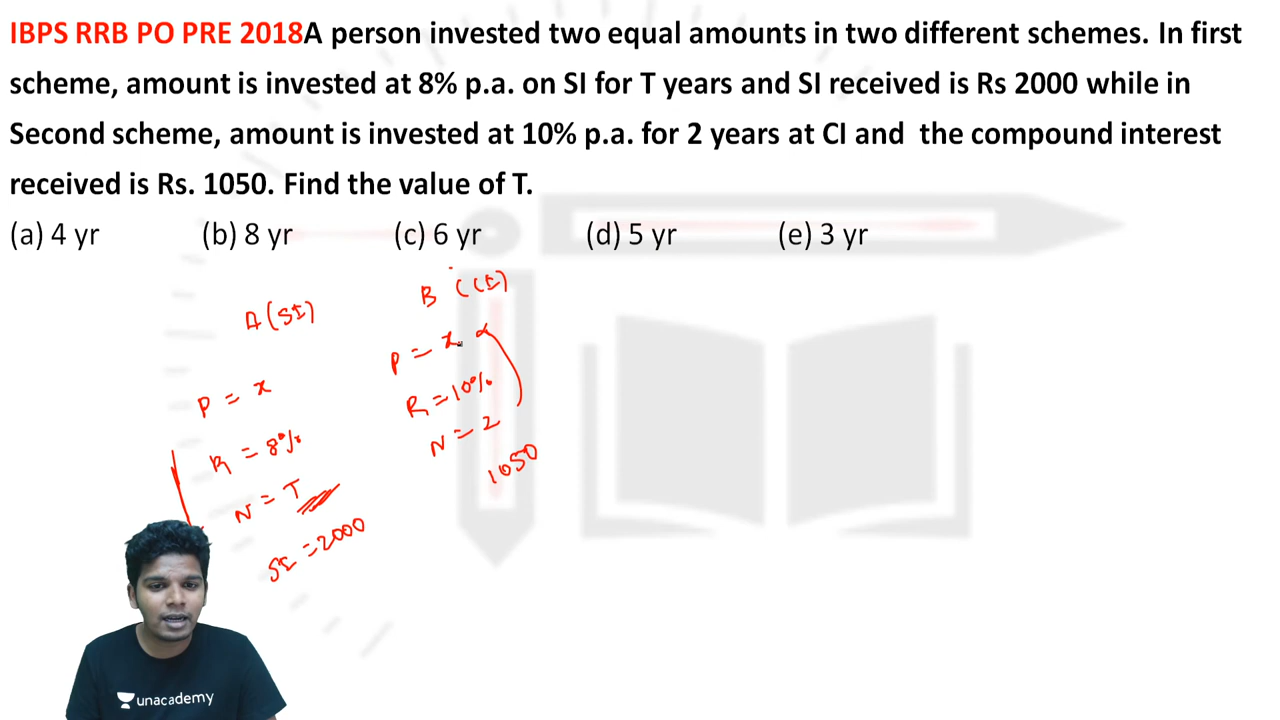 IBPS RRB PO PRE 2018A person invested two equal amounts in two different schemes. In first
scheme, amount is invested at 8% p.a. on SI for T years and SI received is Rs 2000 while in
Second scheme, amount is invested at 10% p.a. for 2 years at CI and the compound interest
received is Rs. 1050. Find the value of T.
(a) 4 yr (b) 8 yr (c) 6 yr (d) 5 yr (e) 3 yr
A (SI)
P = x
R = 8%
N = T
SI = 2000
B (CI)
P = x
R = 10%
N = 2
1050
unacademy